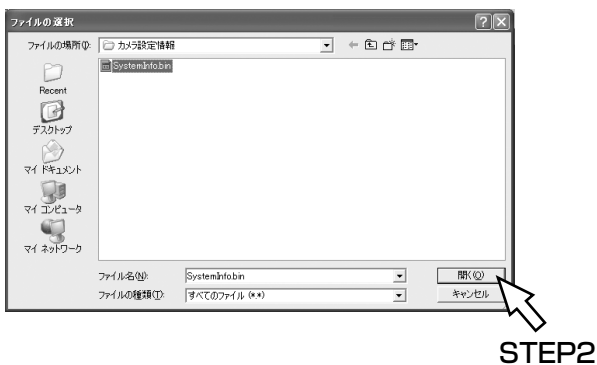 ファイルの選択
ファイルの場所(I):
カメラ設定情報
SystemInfo.bin
Recent
デスクトップ
マイ ドキュメント
マイ コンピュータ
マイ ネットワーク
ファイル名(N):
SystemInfo.bin
開く(O)
ファイルの種類(T):
すべてのファイル (*.*)
キャンセル
STEP2